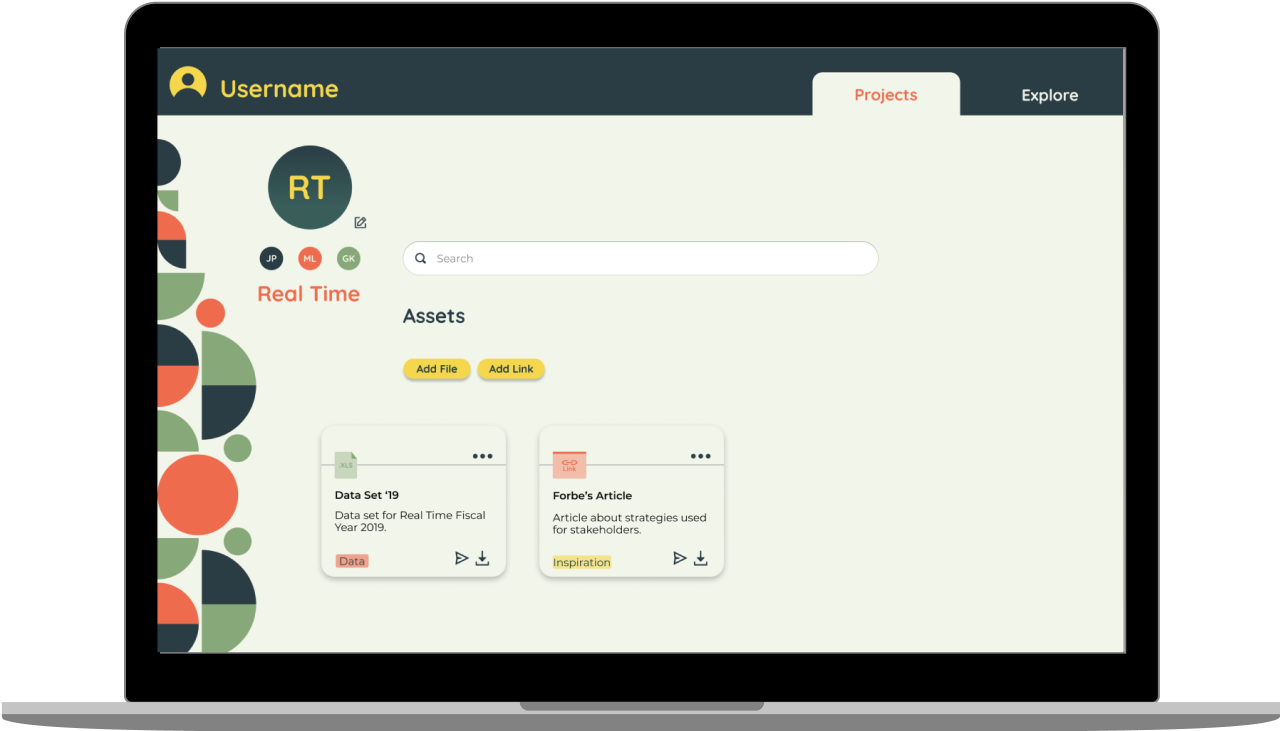 Username
Projects
Explore
RT
JP ML GK
Real Time
Search
Assets
Add File
Add Link
.XLS
Data Set ‘19
Data set for Real Time Fiscal
Year 2019.
Data
Link
Forbe’s Article
Article about strategies used
for stakeholders.
Inspiration